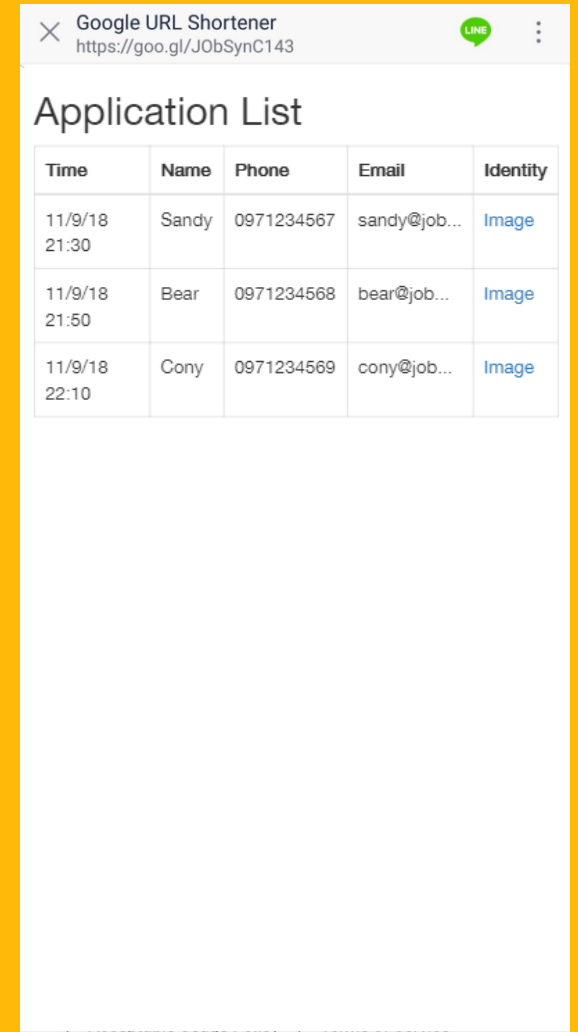 Google URL Shortener
https://goo.gl/JObSynC143
LINE
Application List
Time Name Phone Email Identity
11/9/18 21:30 Sandy 0971234567 sandy@job... Image
11/9/18 21:50 Bear 0971234568 bear@job... Image
11/9/18 22:10 Cony 0971234569 cony@job... Image